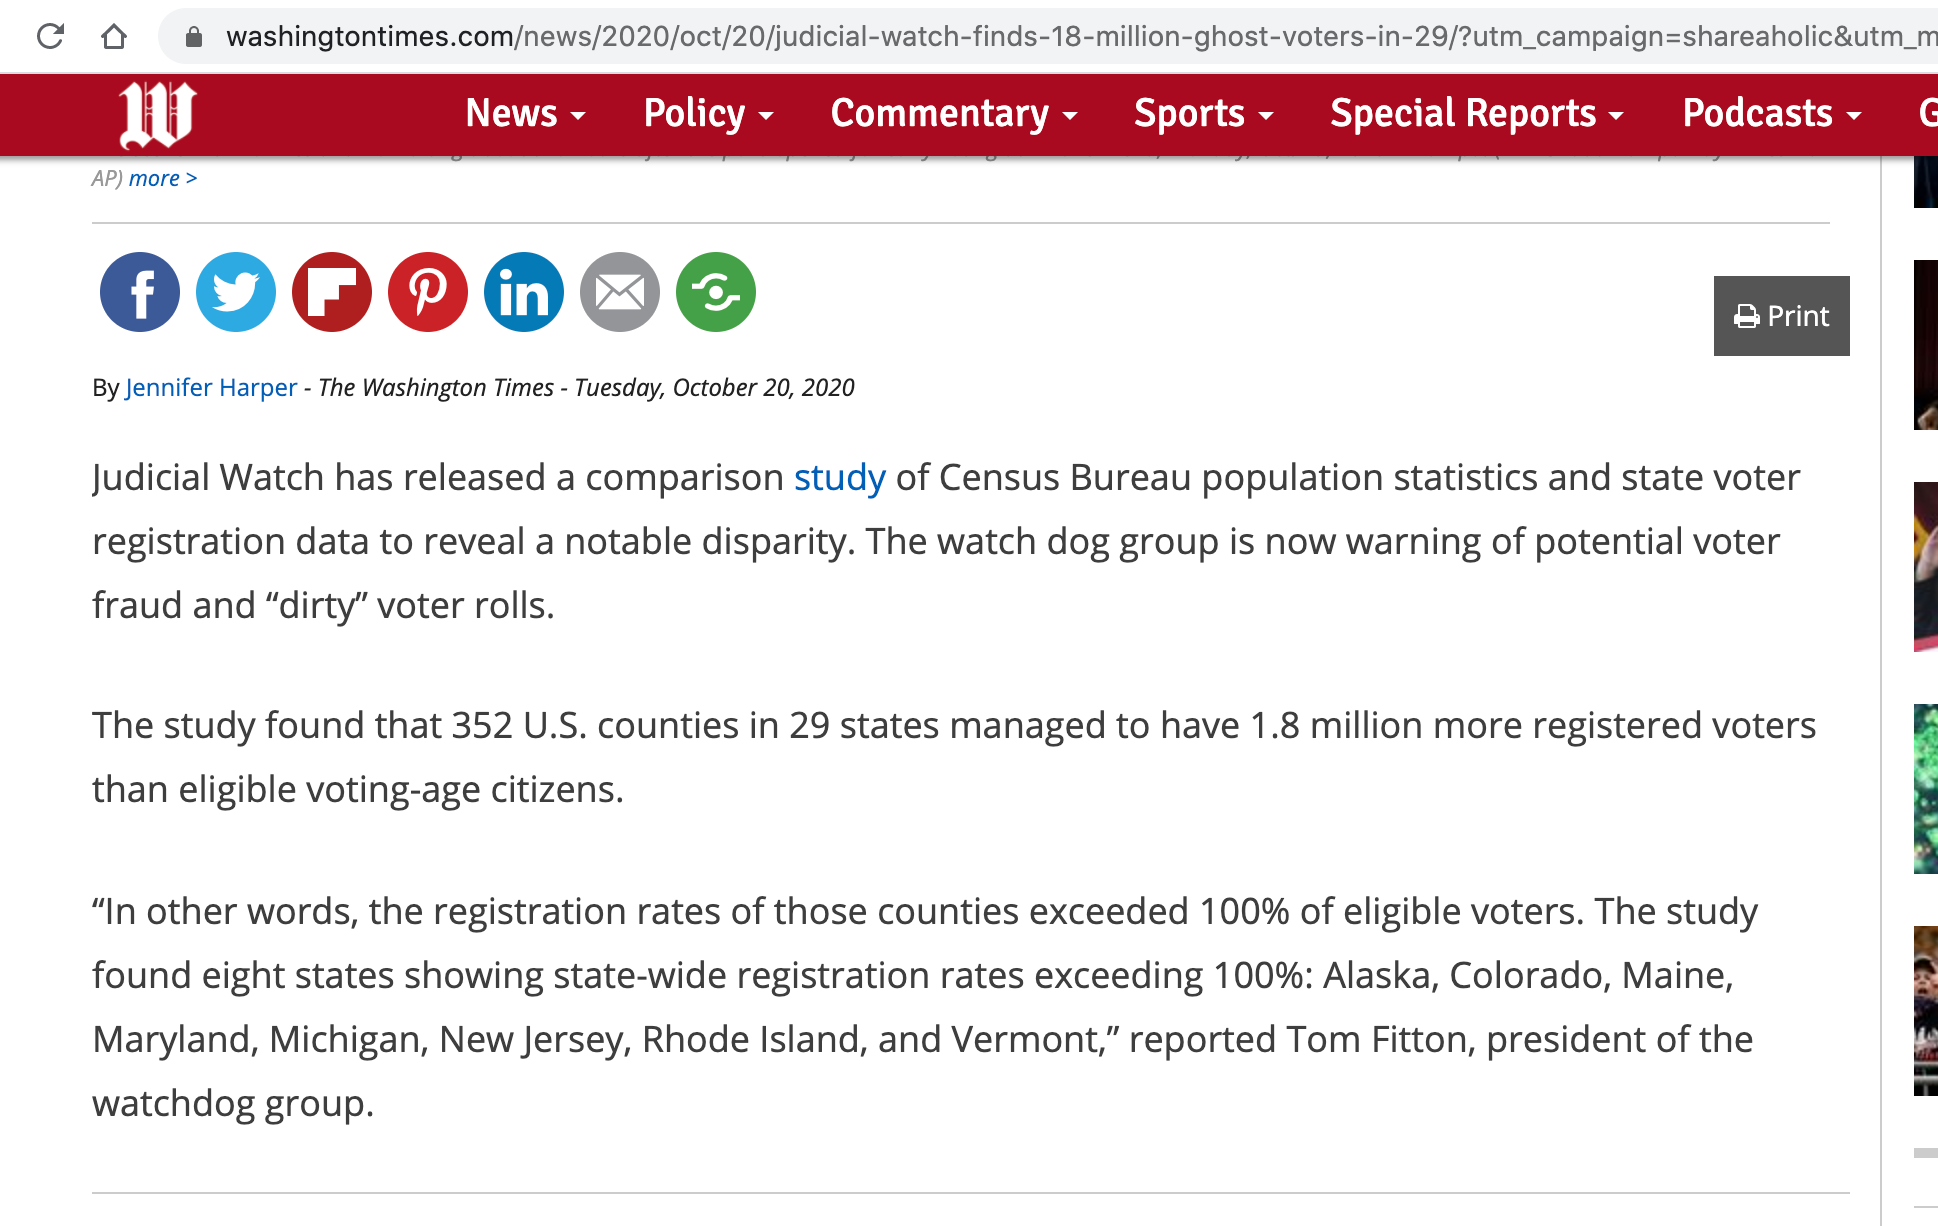 washingtontimes.com/news/2020/oct/20/judicial-watch-finds-18-million-ghost-voters-in-29/?utm_campaign=shareaholic&utm_m
W
News Policy Commentary Sports Special Reports Podcasts G
AP) more >
Print
By Jennifer Harper - The Washington Times - Tuesday, October 20, 2020
Judicial Watch has released a comparison study of Census Bureau population statistics and state voter
registration data to reveal a notable disparity. The watch dog group is now warning of potential voter
fraud and “dirty” voter rolls.
The study found that 352 U.S. counties in 29 states managed to have 1.8 million more registered voters
than eligible voting-age citizens.
“In other words, the registration rates of those counties exceeded 100% of eligible voters. The study
found eight states showing state-wide registration rates exceeding 100%: Alaska, Colorado, Maine,
Maryland, Michigan, New Jersey, Rhode Island, and Vermont,” reported Tom Fitton, president of the
watchdog group.